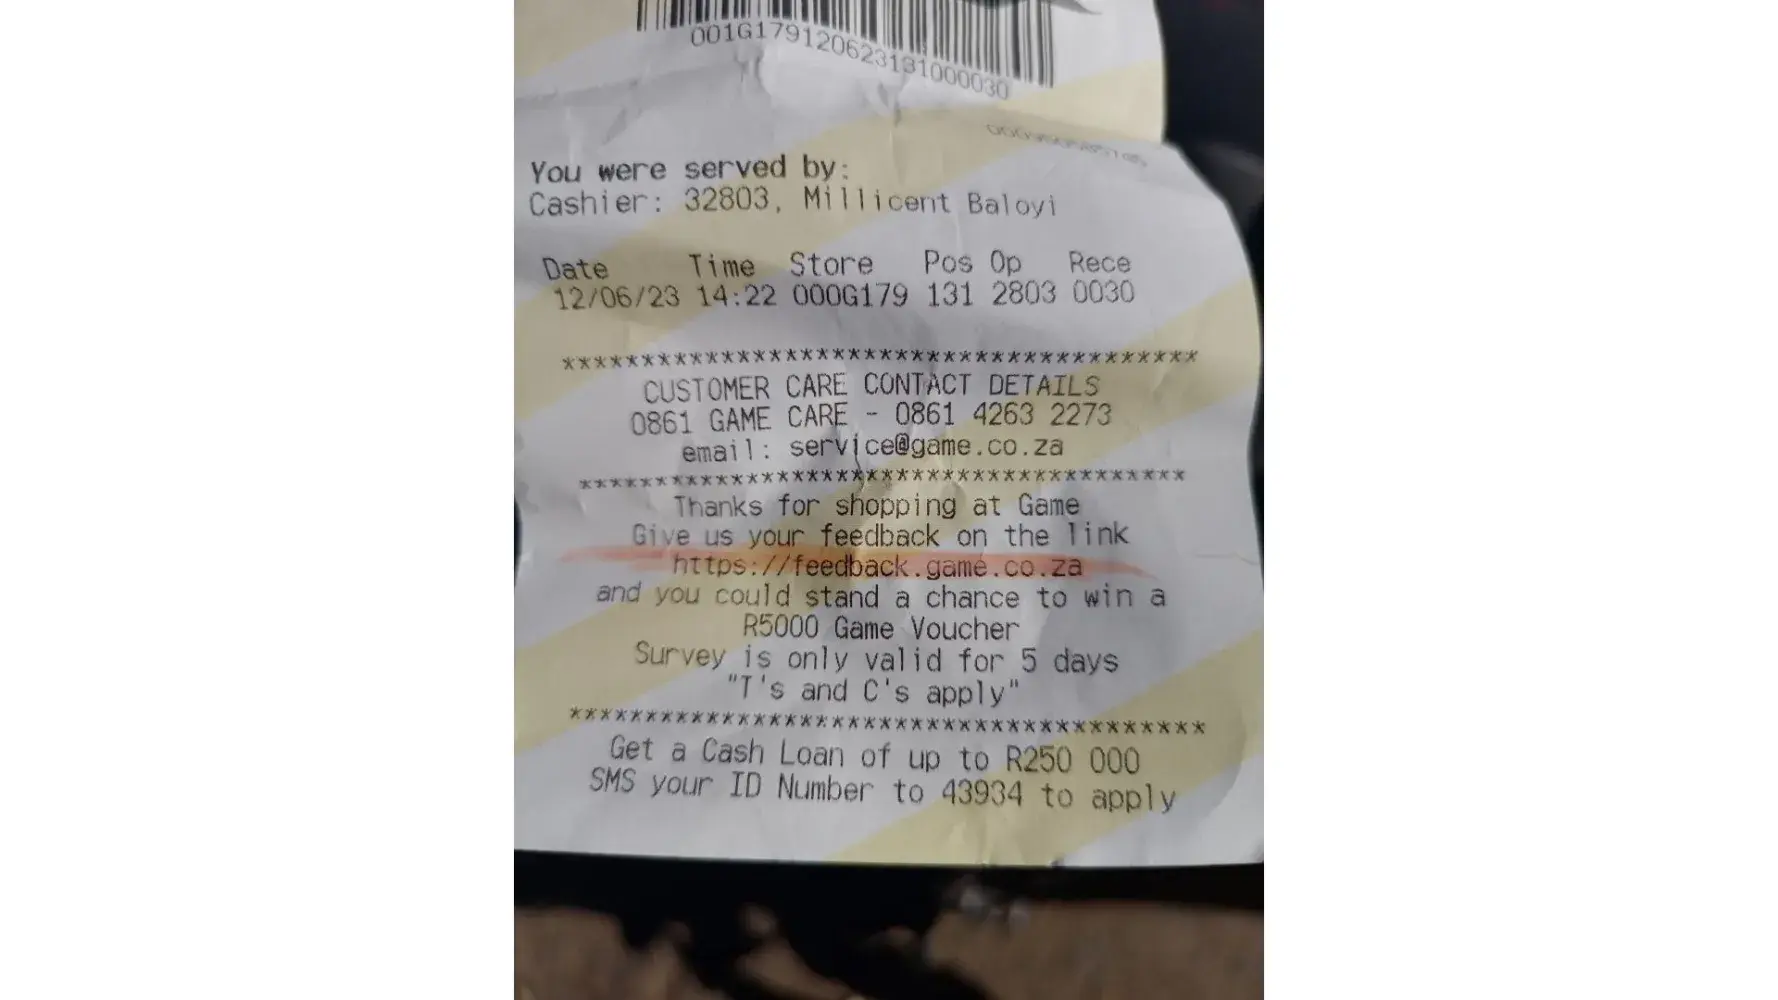 001G179120623131000030
You were served by:
Cashier: 32803, Millicent Baloyi
Date Time Store Pos Op Rece
12/06/23 14:22 000G179 131 2803 0030
*****************************************
CUSTOMER CARE CONTACT DETAILS
0861 GAME CARE - 0861 4263 2273
email: service@game.co.za
***************************************
Thanks for shopping at Game
Give us your feedback on the link
https://feedback.game.co.za
and you could stand a chance to win a
R5000 Game Voucher
Survey is only valid for 5 days
"T's and C's apply"
*****************************************
Get a Cash Loan of up to R250 000
SMS your ID Number to 43934 to apply